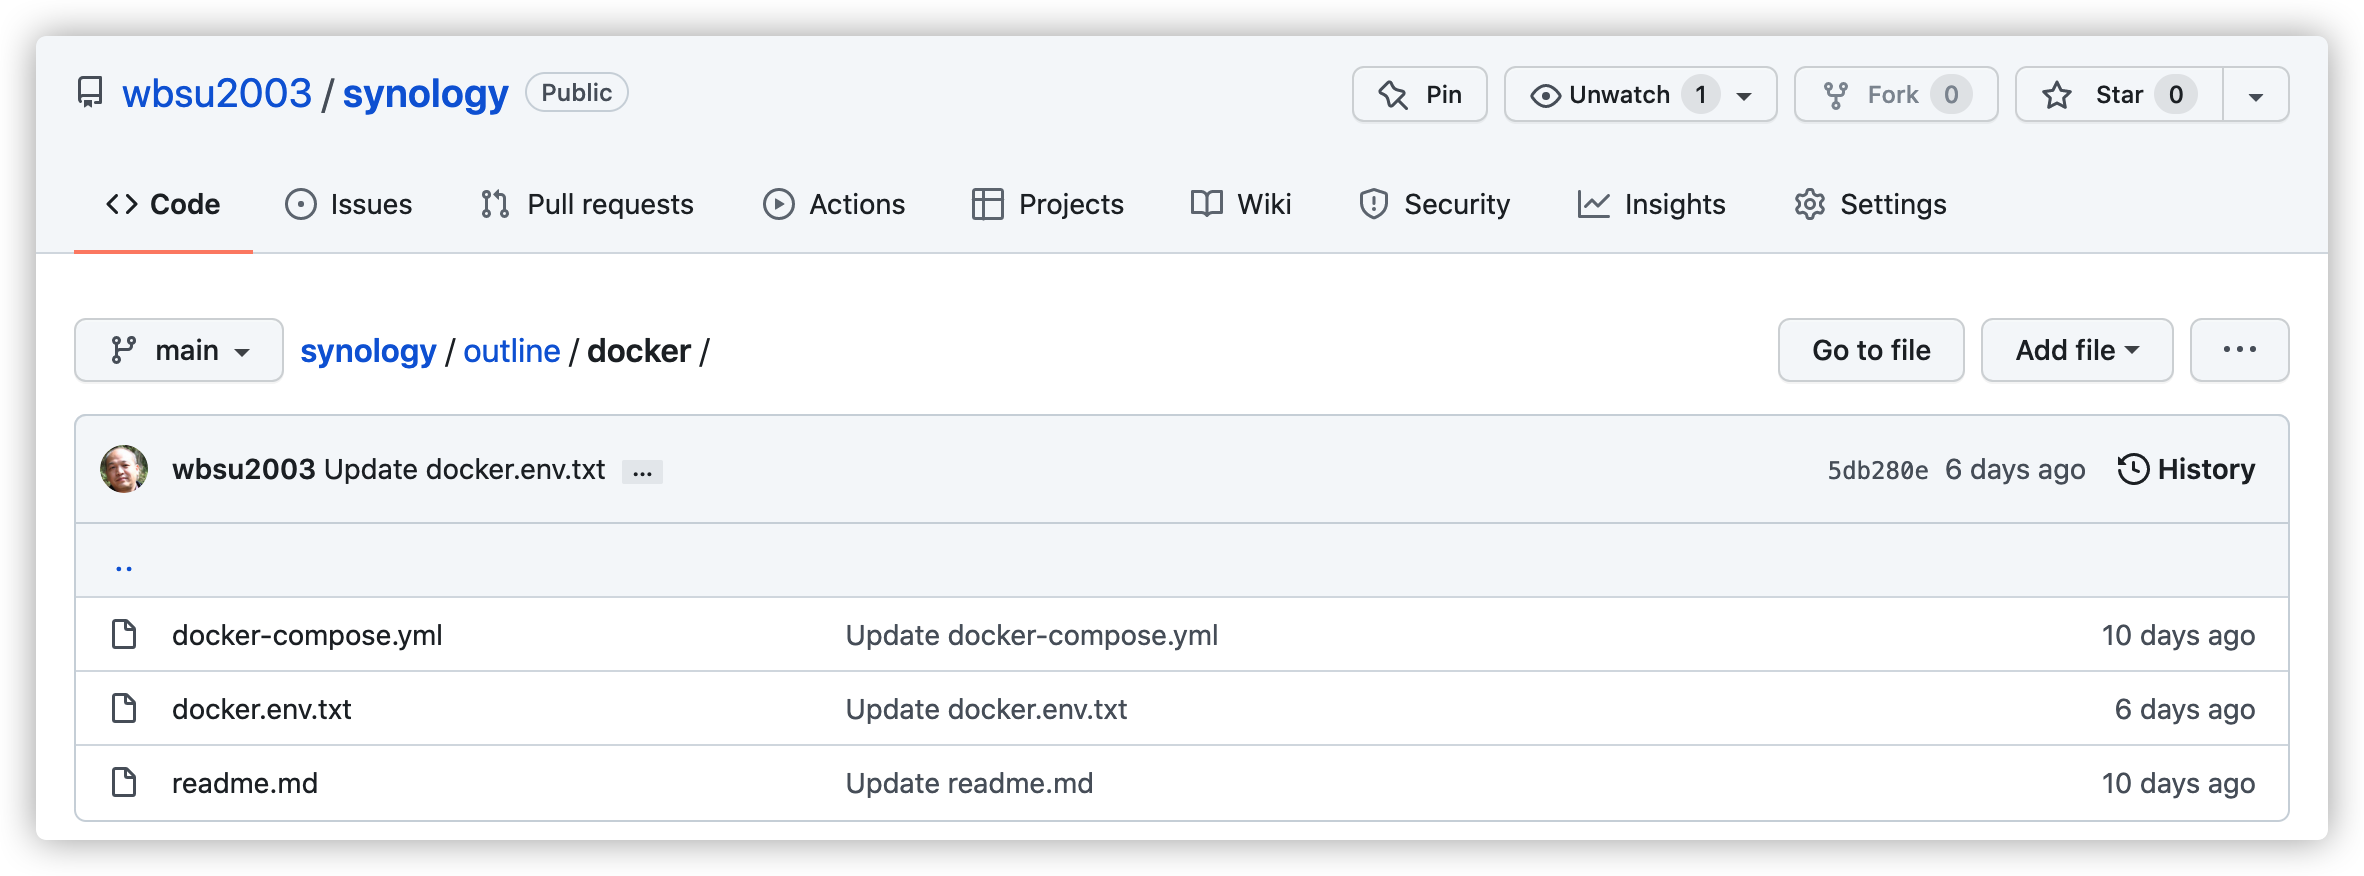 wbsu2003 / synology Public Pin Unwatch 1 Fork 0 Star 0
Code Issues Pull requests Actions Projects Wiki Security Insights Settings
main synology / outline / docker / Go to file Add file ...
wbsu2003 Update docker.env.txt ... 5db280e 6 days ago History
..
docker-compose.yml Update docker-compose.yml 10 days ago
docker.env.txt Update docker.env.txt 6 days ago
readme.md Update readme.md 10 days ago